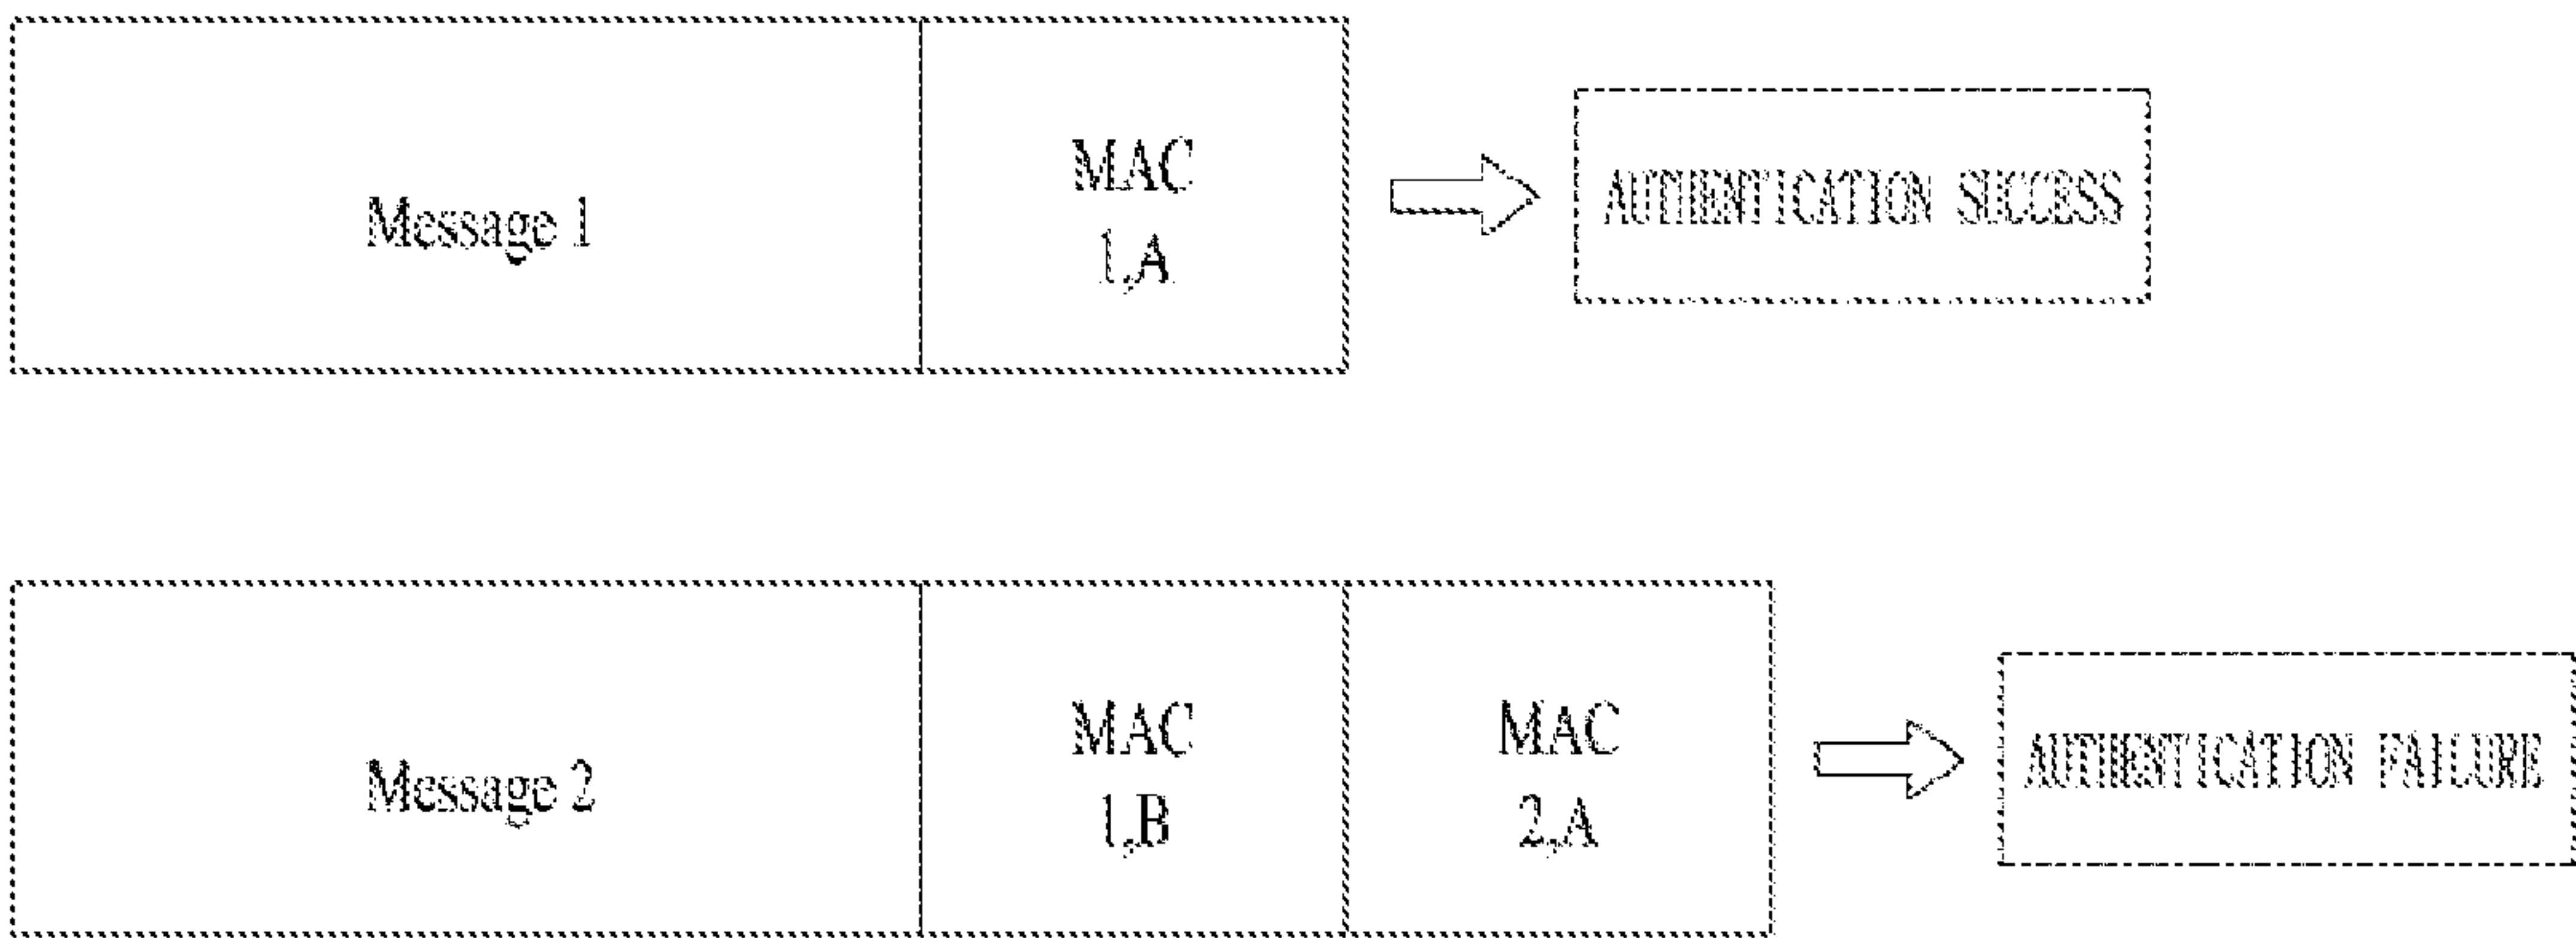 Message 1
MAC
1,A
AUTHENTICATION SUCCESS
Message 2
MAC
1,B
MAC
2,A
AUTHENTICATION FAILURE